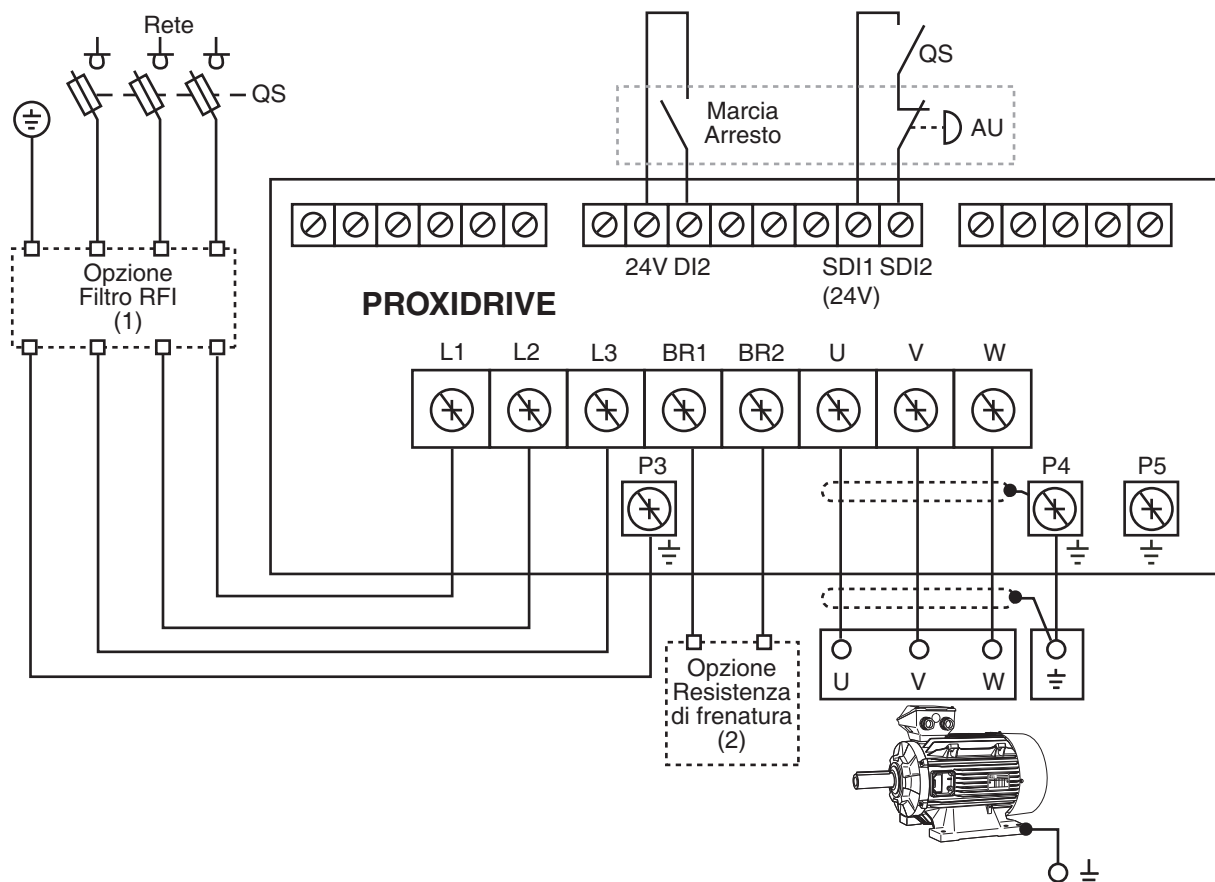 Rete
QS
QS
Marcia
Arresto
AU
Opzione
Filtro RFI
(1)
24V DI2
SDI1 SDI2
(24V)
PROXIDRIVE
L1 L2 L3 BR1 BR2 U V W
P3
P4
P5
Opzione
Resistenza
di frenatura
(2)
U V W